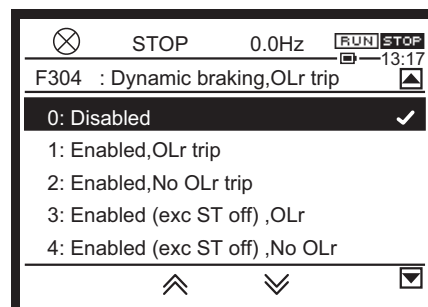 STOP 0.0Hz RUN STOP
13:17
F304 : Dynamic braking,OLr trip
0: Disabled
1: Enabled,OLr trip
2: Enabled,No OLr trip
3: Enabled (exc ST off) ,OLr
4: Enabled (exc ST off) ,No OLr